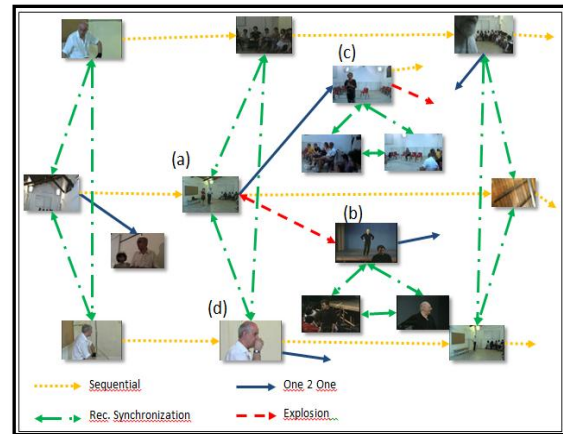 (c)
(a)
(b)
(d)
Sequential
One 2 One
Rec. Synchronization
Explosion